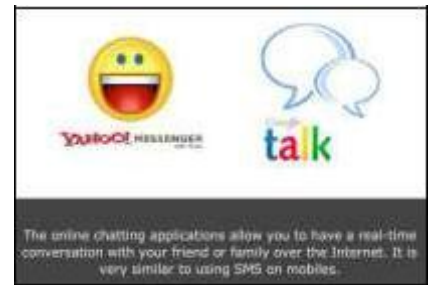 YAHOO! MESSENGER
Google
talk
The online chatting applications allow you to have a real-time
conversation with your friend or family over the Internet. It is
very similar to using SMS on mobiles.